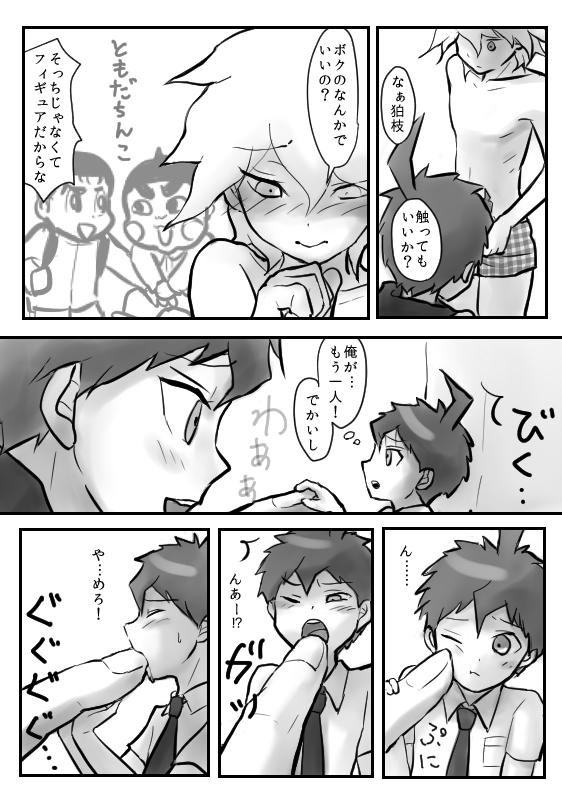 なぁ狛枝
触っても
いいか?
ボクのなんかで
いいの?
ともだちんこ
そっちじゃなくて
フィギュアだからな
びく…
俺が…
もう一人!
でかいし
わぁぁ
ん……
ぷに
んあー!?
ガッ
や…めろ!
ぐぐぐぐ…